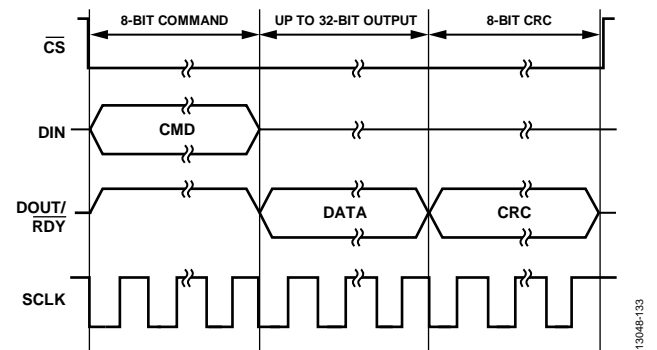 8-BIT COMMAND
UP TO 32-BIT OUTPUT
8-BIT CRC
CS
DIN
CMD
DOUT/
RDY
DATA
CRC
SCLK
13048-133